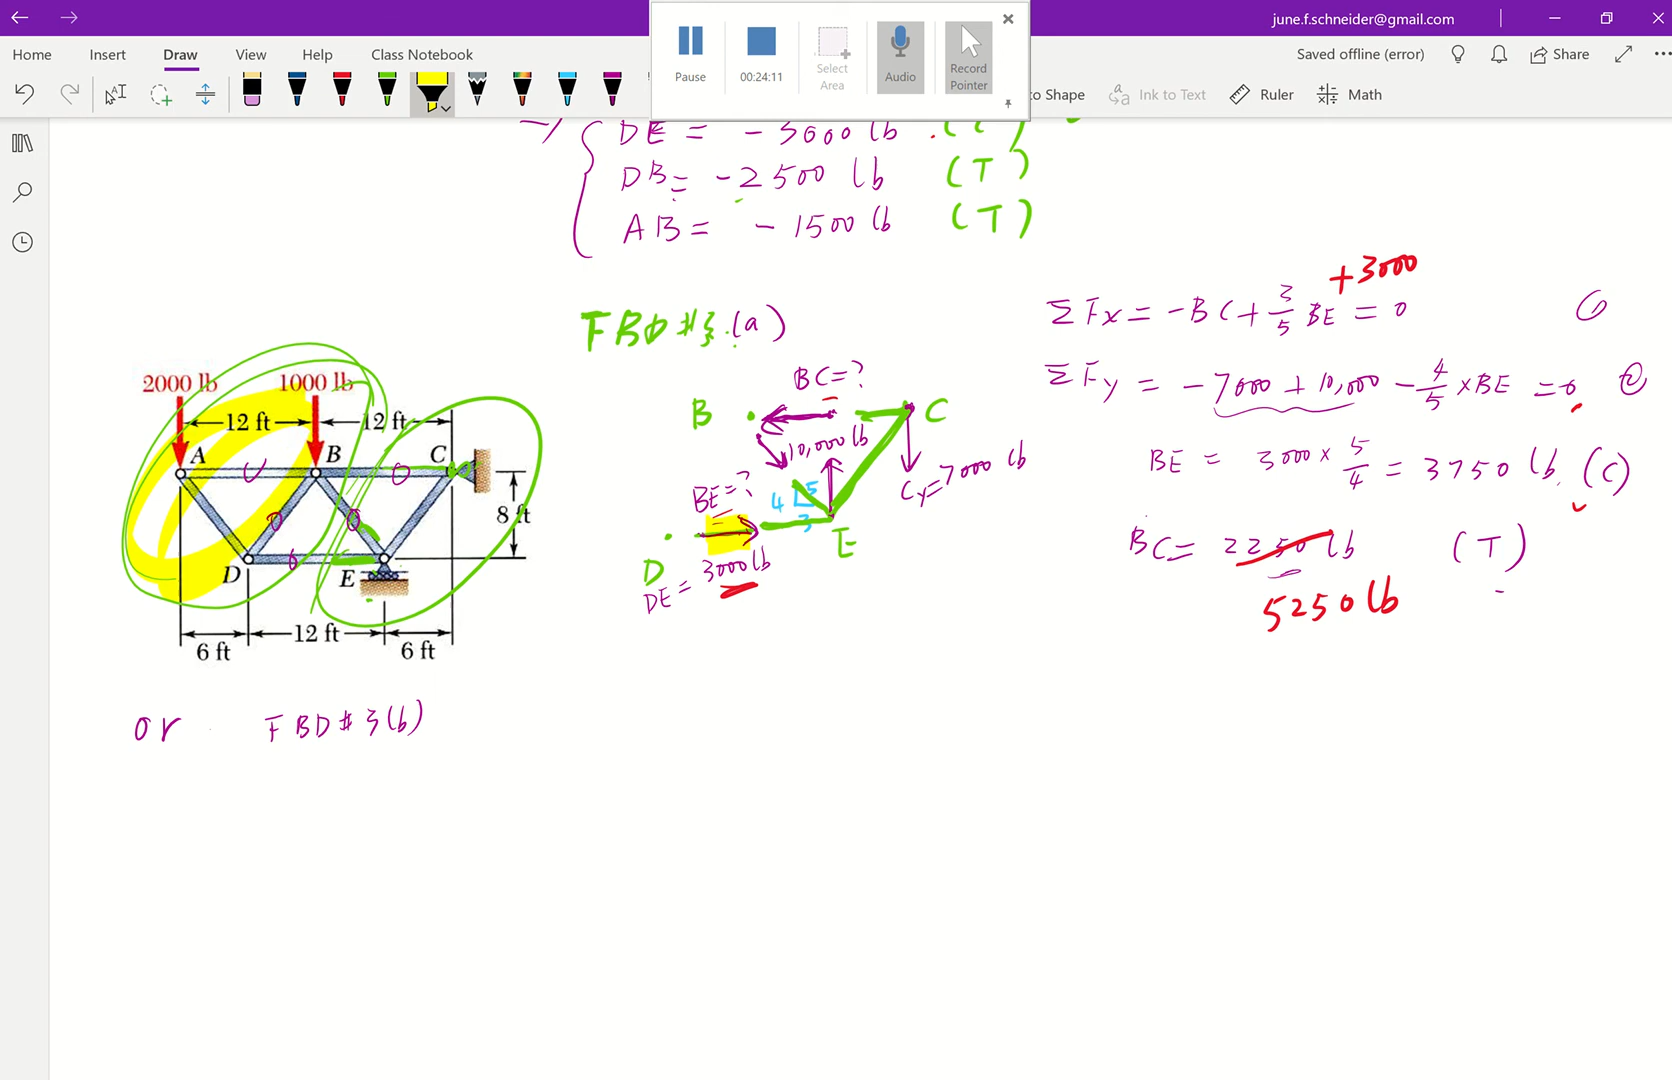 june.f.schneider@gmail.com
Home Insert Draw View Help Class Notebook
Saved offline (error) Share
Pause 00:24:11 Select Area Audio Record Pointer
to Shape Ink to Text Ruler Math
DE = - 3000 lb . (C)
DB = - 2500 lb (T)
AB = - 1500 lb (T)
FBD #3.(a)
+3000
ΣFx = -BC + 3/5 BE = 0 ①
ΣFy = - 7000 + 10,000 - 4/5 × BE = 0 ②
BE = 3000 × 5/4 = 3750 lb. (C)
BC = 2250 lb (T)
5250 lb
BC = ?
B C
10,000 lb
Cy = 7000 lb
BE = ?
4 5
3
E
D 3000 lb
DE =
2000 lb 1000 lb
12 ft 12 ft
A B C
8 ft
D E
12 ft
6 ft 6 ft
or FBD #3(b)